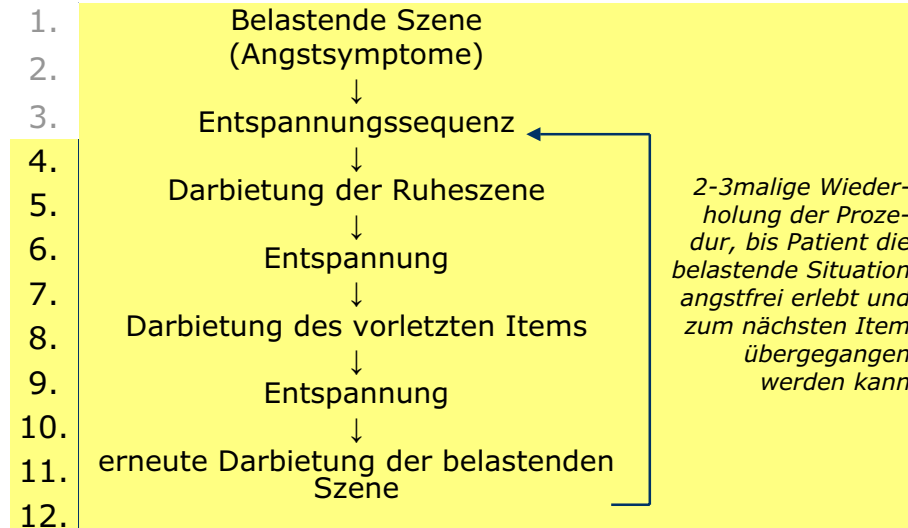 1.
2.
3.
4.
5.
6.
7.
8.
9.
10.
11.
12.
Belastende Szene
(Angstsymptome)
↓
Entspannungssequenz
↓
Darbietung der Ruheszene
↓
Entspannung
↓
Darbietung des vorletzten Items
↓
Entspannung
↓
erneute Darbietung der belastenden
Szene
2-3malige Wieder-
holung der Proze-
dur, bis Patient die
belastende Situation
angstfrei erlebt und
zum nächsten Item
übergegangen
werden kann